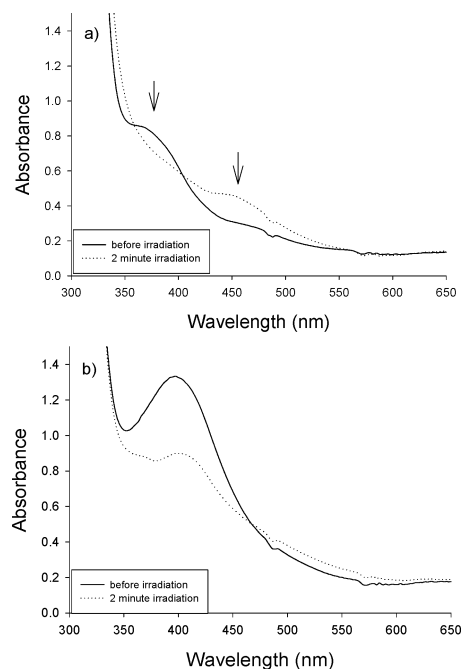 a)
1.4
1.2
1.0
0.8
0.6
0.4
0.2
0.0
Absorbance
before irradiation
2 minute irradiation
300 350 400 450 500 550 600 650
Wavelength (nm)
b)
1.4
1.2
1.0
0.8
0.6
0.4
0.2
0.0
Absorbance
before irradiation
2 minute irradiation
300 350 400 450 500 550 600 650
Wavelength (nm)